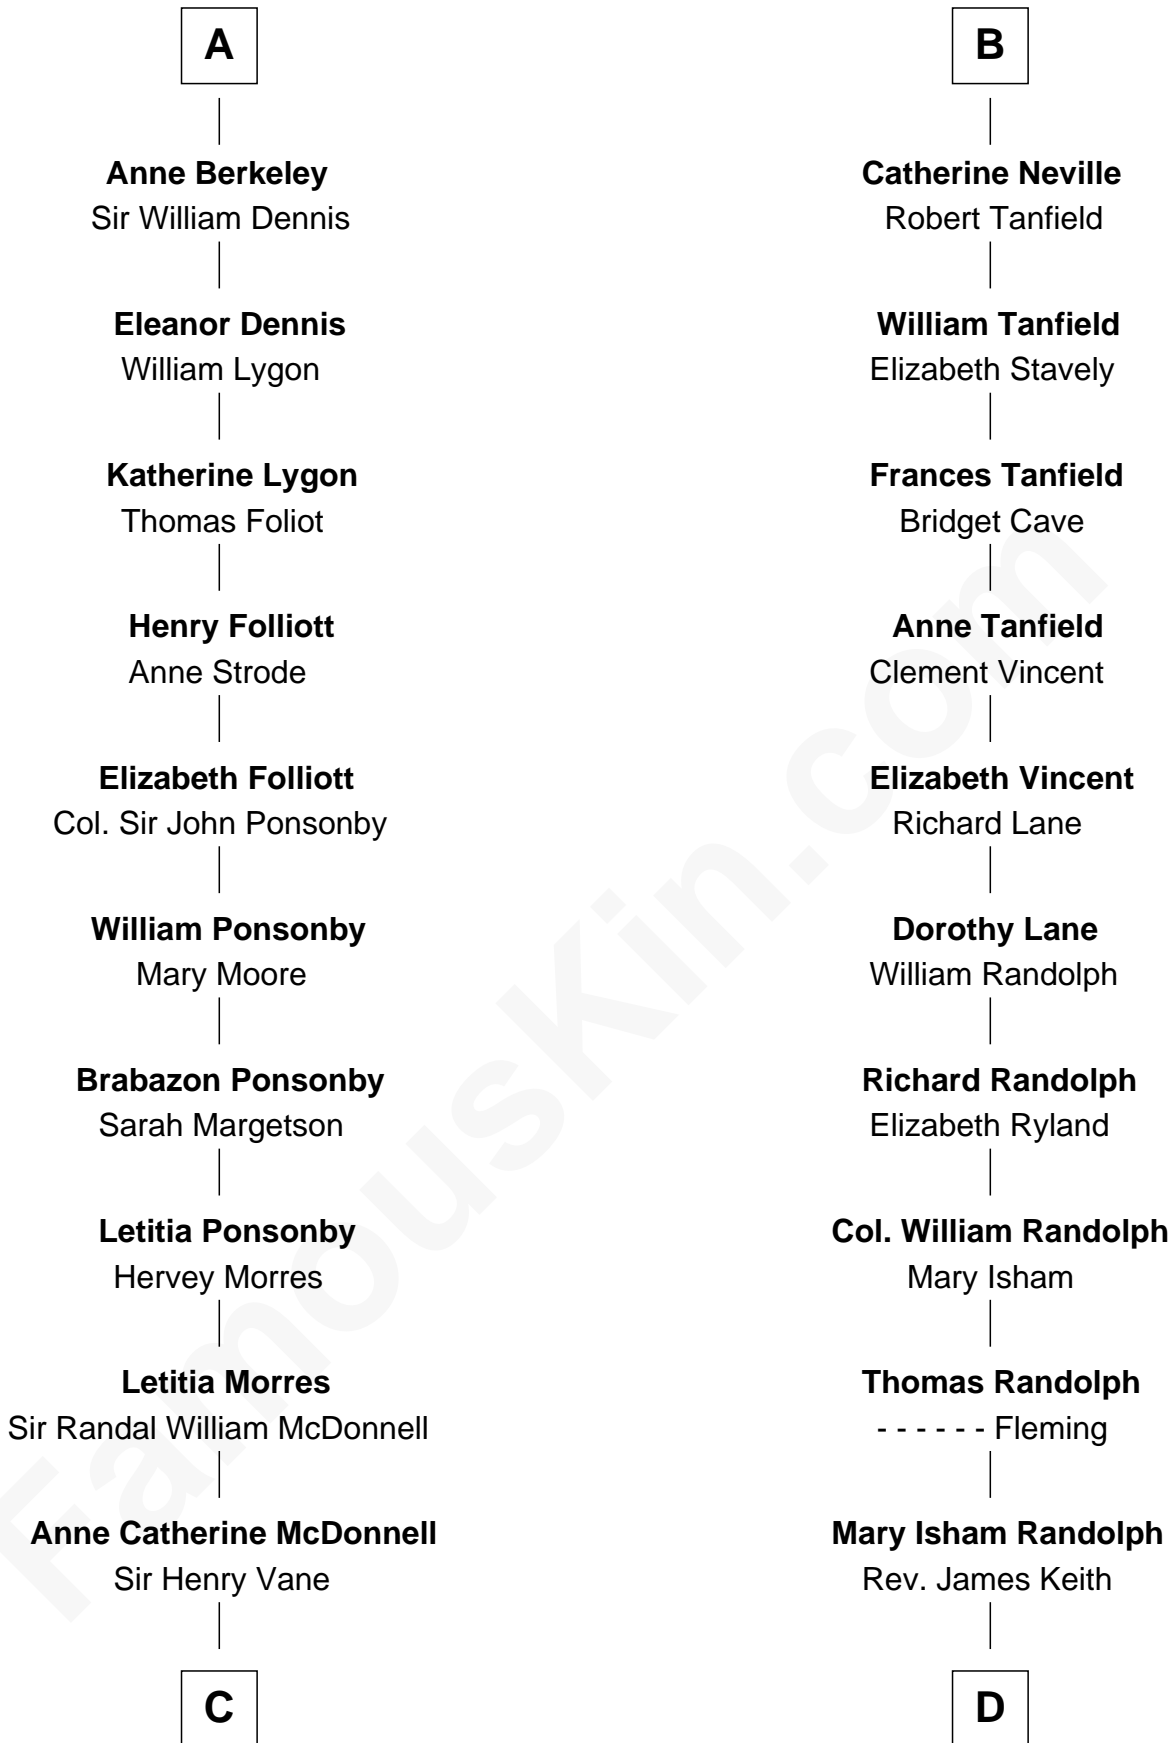 A
Anne Berkeley
Sir William Dennis
Eleanor Dennis
William Lygon
Katherine Lygon
Thomas Foliot
Henry Folliott
Anne Strode
Elizabeth Folliott
Col. Sir John Ponsonby
William Ponsonby
Mary Moore
Brabazon Ponsonby
Sarah Margetson
Letitia Ponsonby
Hervey Morres
Letitia Morres
Sir Randal William McDonnell
Anne Catherine McDonnell
Sir Henry Vane
C
B
Catherine Neville
Robert Tanfield
William Tanfield
Elizabeth Stavely
Frances Tanfield
Bridget Cave
Anne Tanfield
Clement Vincent
Elizabeth Vincent
Richard Lane
Dorothy Lane
William Randolph
Richard Randolph
Elizabeth Ryland
Col. William Randolph
Mary Isham
Thomas Randolph
- - - - - - Fleming
Mary Isham Randolph
Rev. James Keith
D
FamousKin.com